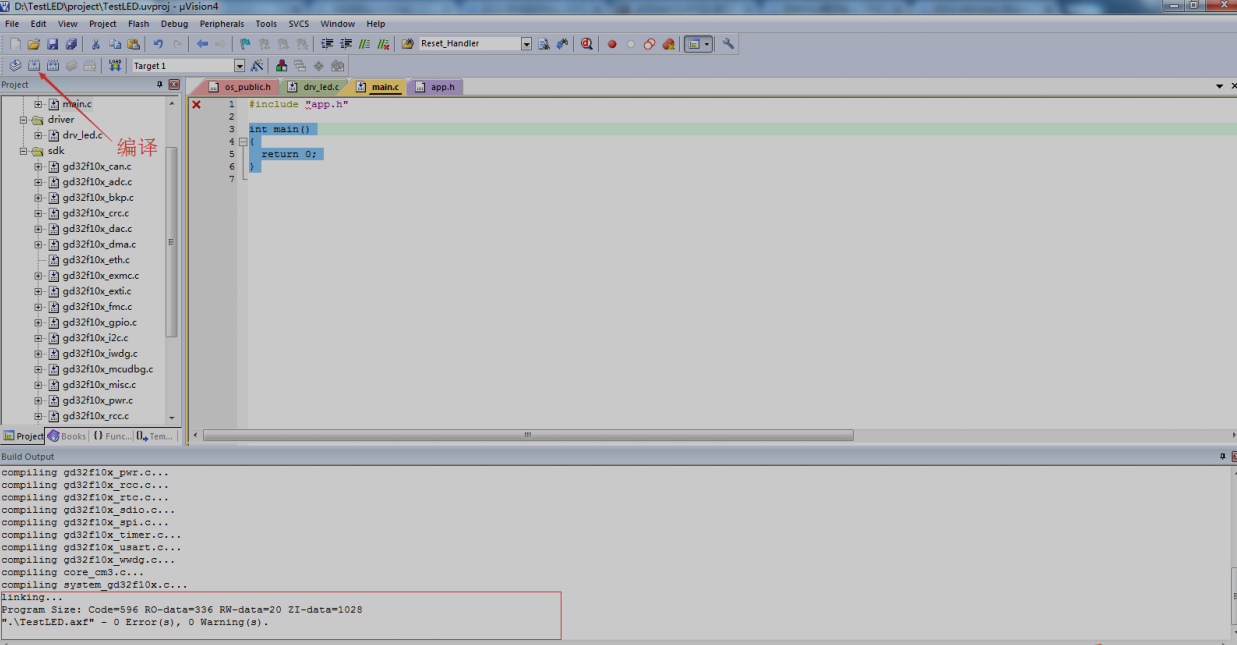 D:\TestLED\project\TestLED.uvproj - µVision4
File Edit View Project Flash Debug Peripherals Tools SVCS Window Help
Reset_Handler
Target 1
Project
os_public.h drv_led.c main.c app.h
main.c
driver
drv_led.c
编译
sdk
gd32f10x_can.c
gd32f10x_adc.c
gd32f10x_bkp.c
gd32f10x_crc.c
gd32f10x_dac.c
gd32f10x_dma.c
gd32f10x_eth.c
gd32f10x_exmc.c
gd32f10x_exti.c
gd32f10x_fmc.c
gd32f10x_gpio.c
gd32f10x_i2c.c
gd32f10x_iwdg.c
gd32f10x_mcudbg.c
gd32f10x_misc.c
gd32f10x_pwr.c
gd32f10x_rcc.c
1 #include "app.h"
2
3 int main()
4 {
5 return 0;
6 }
7
Project Books {} Func... Tem...
Build Output
compiling gd32f10x_pwr.c...
compiling gd32f10x_rcc.c...
compiling gd32f10x_rtc.c...
compiling gd32f10x_sdio.c...
compiling gd32f10x_spi.c...
compiling gd32f10x_timer.c...
compiling gd32f10x_usart.c...
compiling gd32f10x_wwdg.c...
compiling core_cm3.c...
compiling system_gd32f10x.c...
linking...
Program Size: Code=596 RO-data=336 RW-data=20 ZI-data=1028
".\TestLED.axf" - 0 Error(s), 0 Warning(s).